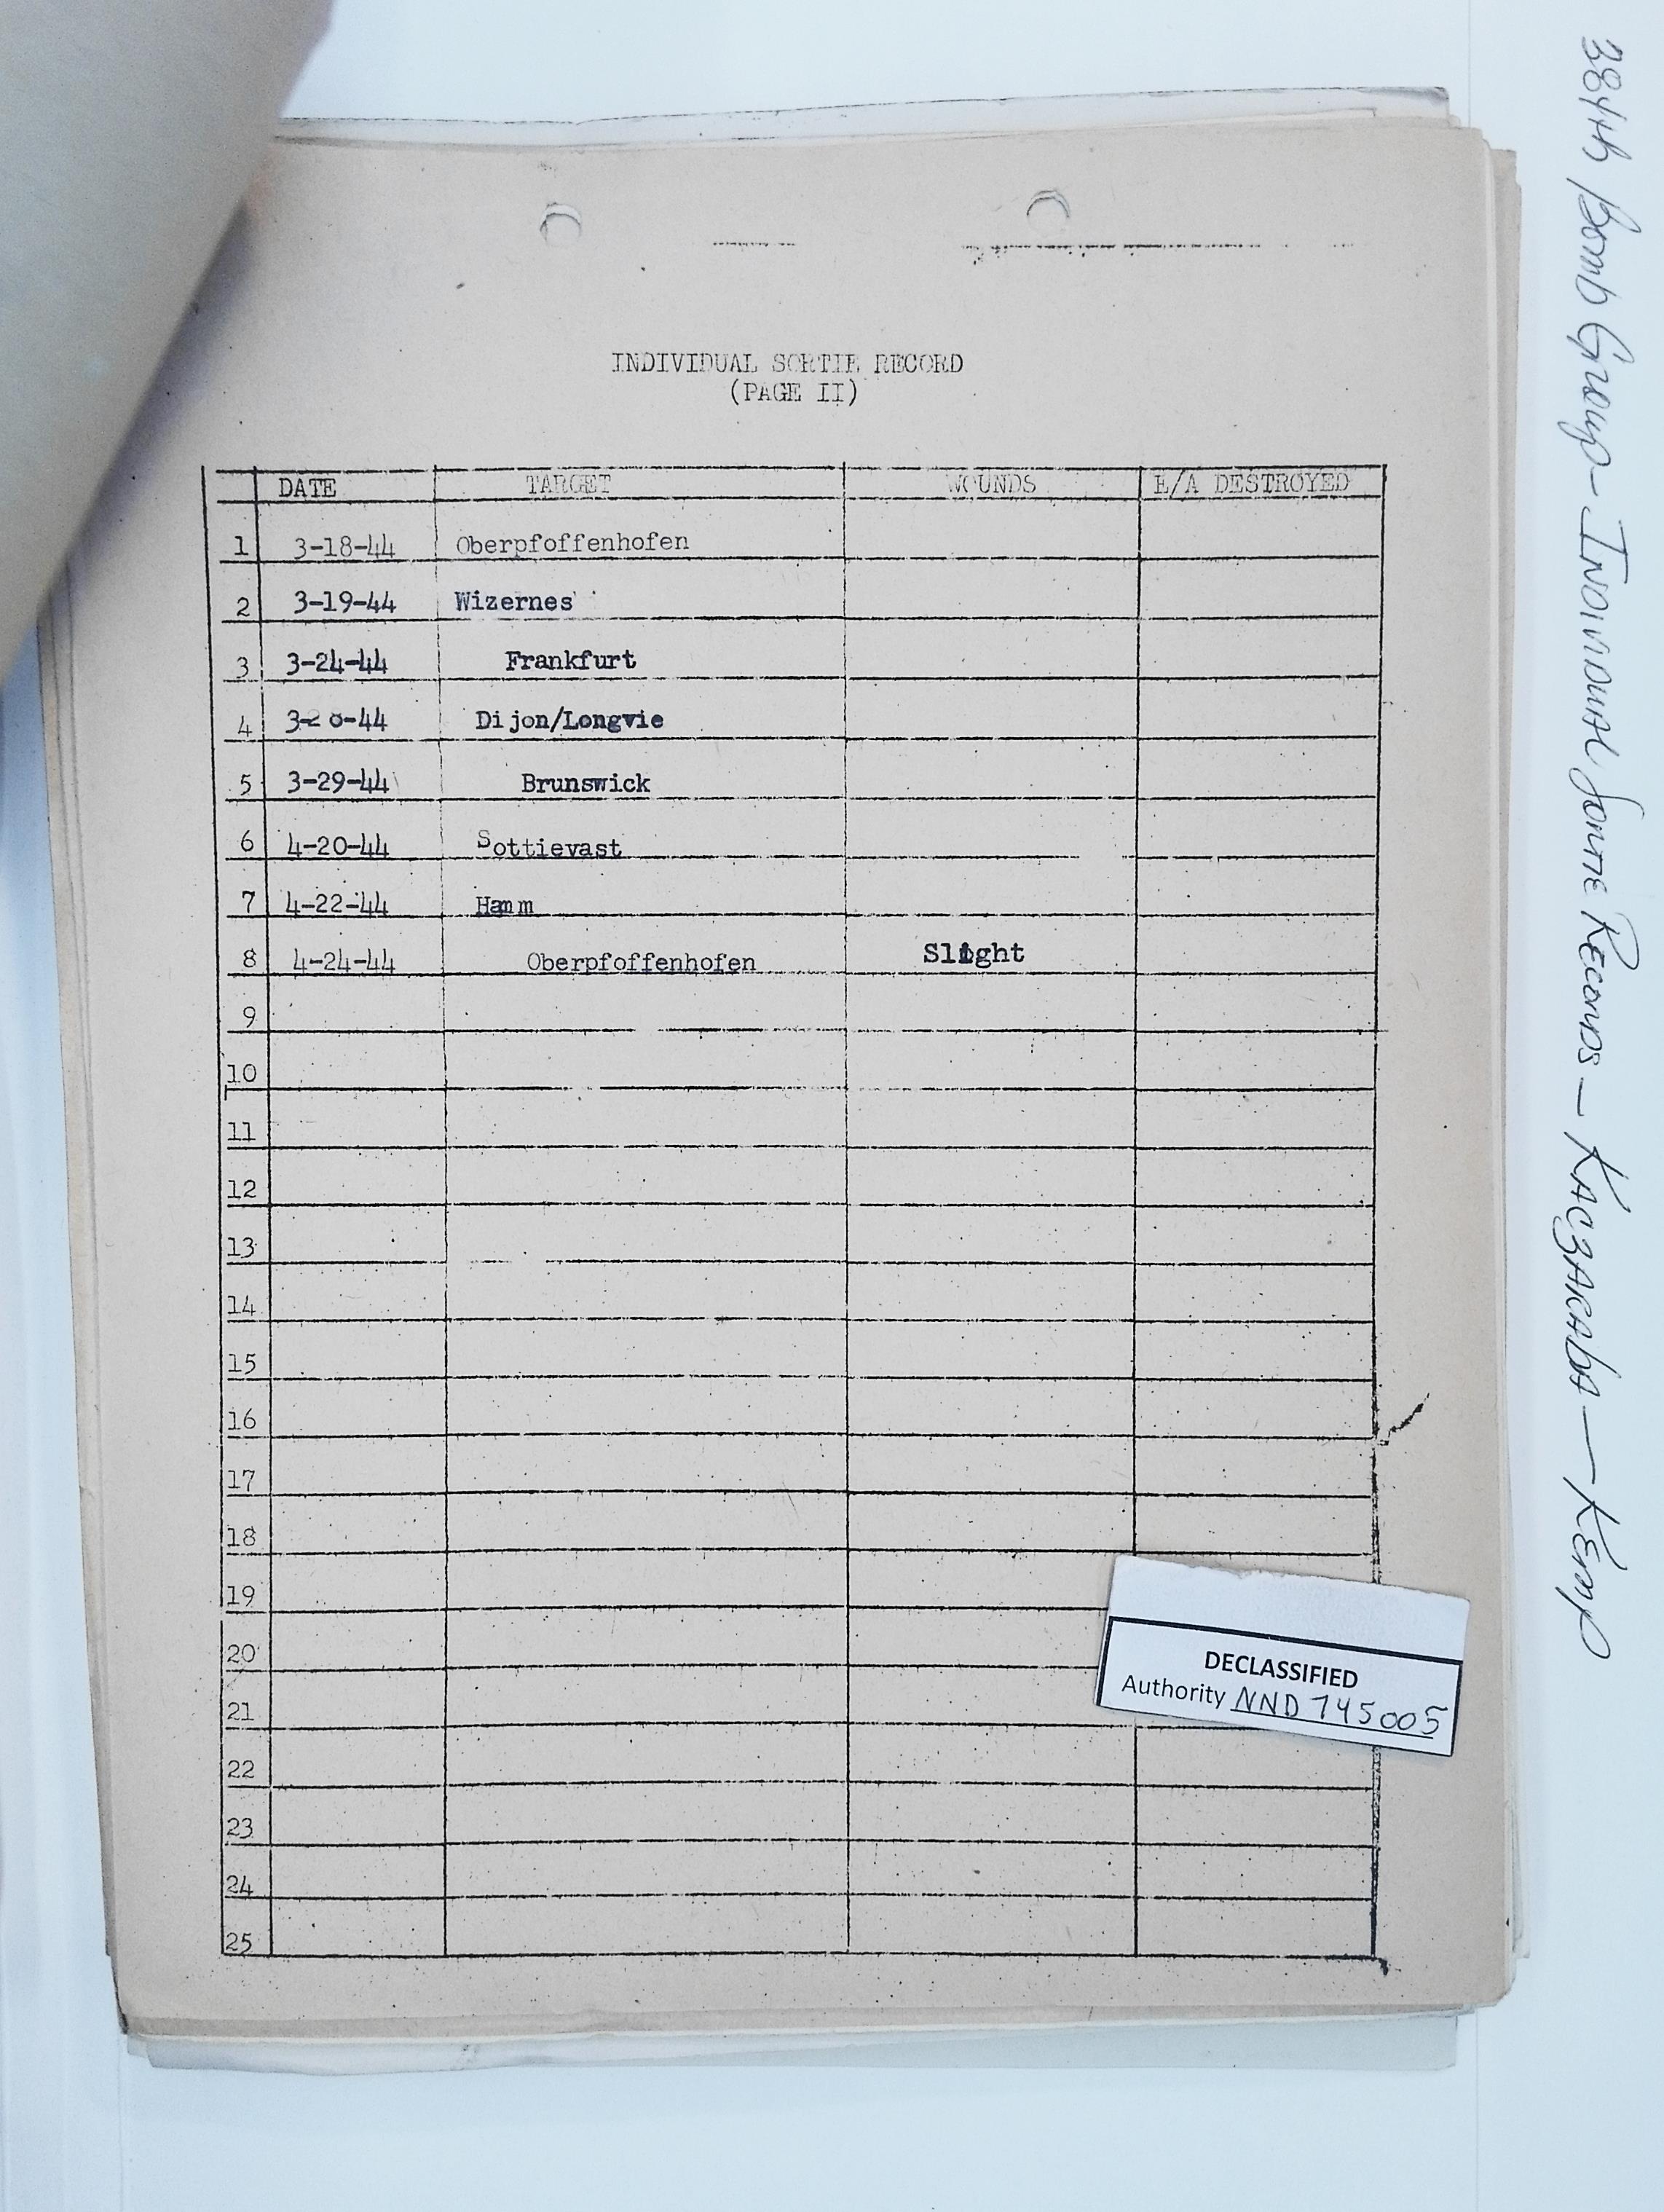 INDIVIDUAL SORTIE RECORD
(PAGE II)
DATE TARGET WOUNDS E/A DESTROYED
1 3-18-44 Oberpfoffenhofen
2 3-19-44 Wizernes
3 3-24-44 Frankfurt
4 Dijon/Longvie
5 3-29-44 Brunswick
6 4-20-44 Sottievast
7 4-22-44 Hamm
8 4-24-44 Oberpfoffenhofen Slight
9
10
11
12
13
14
15
16
17
18
19
20
21
22
23
24
25
DECLASSIFIED
Authority NND 745005
384th Bomb Group - Individual Sortie Records - Kaczaraba - Kemp